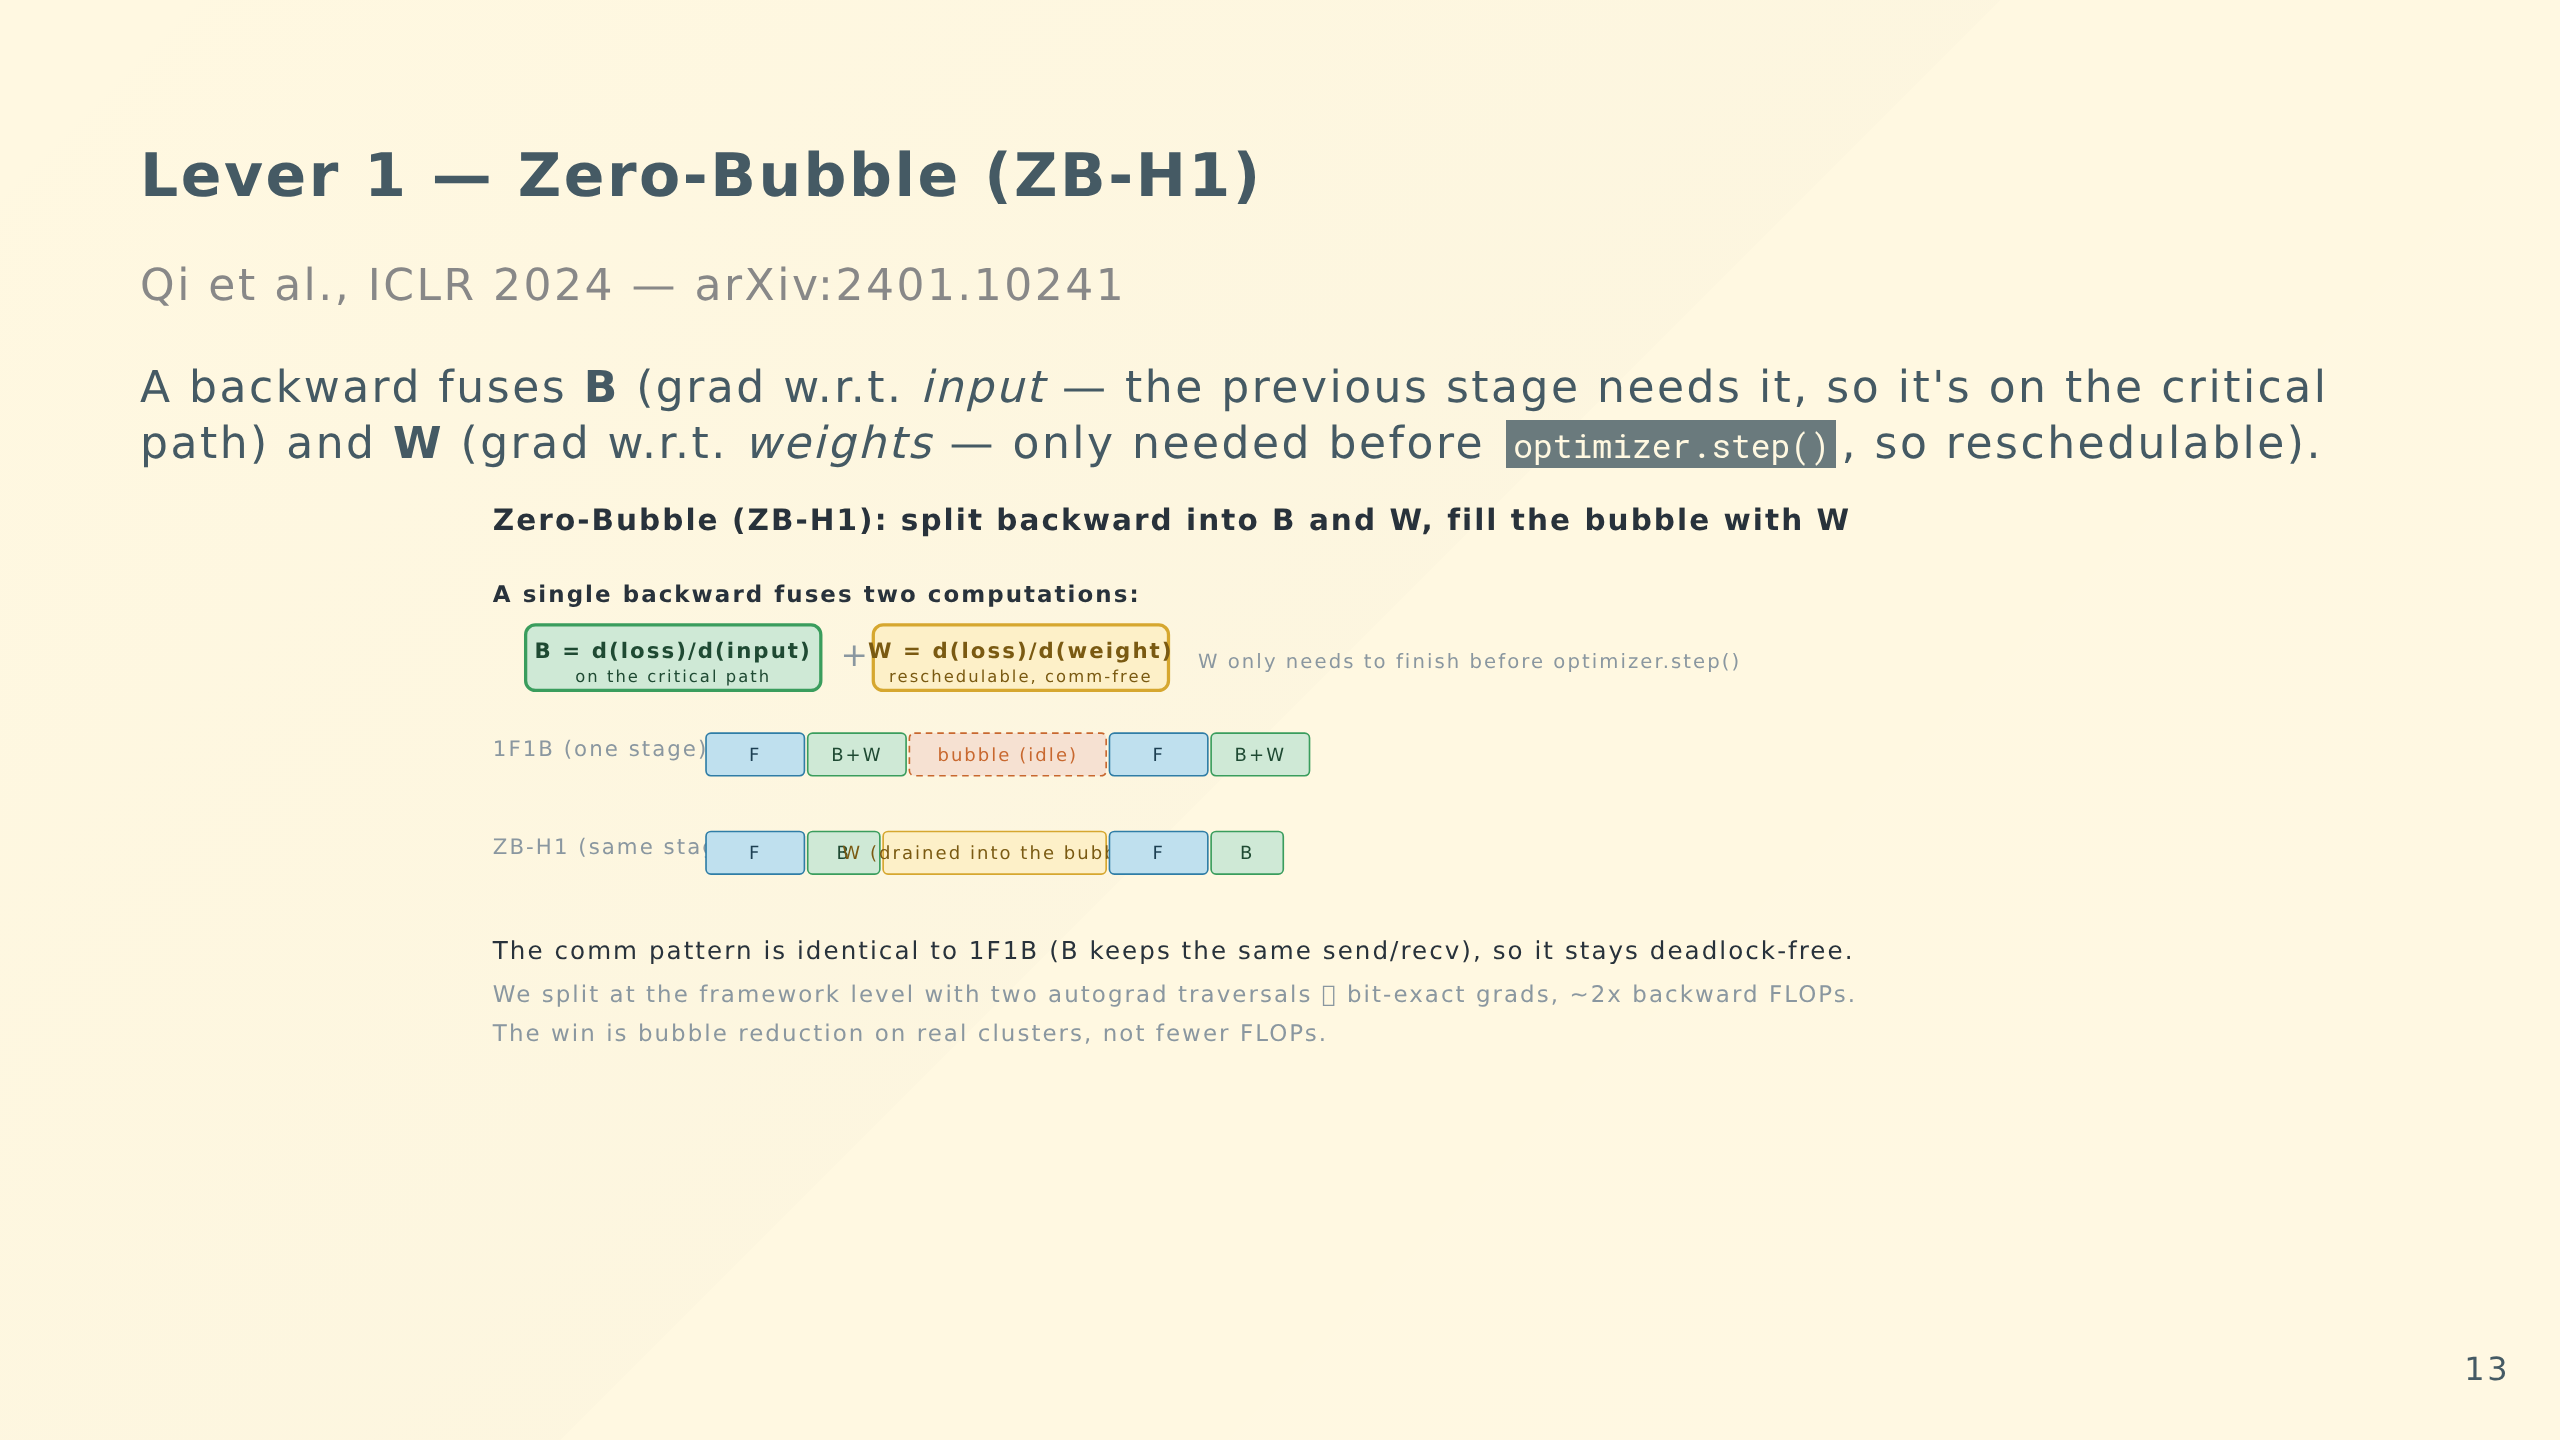 Lever 1 — Zero-Bubble (ZB-H1)
Qi et al., ICLR 2024 — arXiv:2401.10241
A backward fuses B (grad w.r.t. input — the previous stage needs it, so it's on the critical
path) and W (grad w.r.t. weights — only needed before optimizer.step(), so reschedulable).
Zero-Bubble (ZB-H1): split backward into B and W, fill the bubble with W
A single backward fuses two computations:
B = d(loss)/d(input)
on the critical path
+
W = d(loss)/d(weight)
reschedulable, comm-free
W only needs to finish before optimizer.step()
1F1B (one stage)
F
B+W
bubble (idle)
F
B+W
ZB-H1 (same
F
B
W (drained into the
F
B
The comm pattern is identical to 1F1B (B keeps the same send/recv), so it stays deadlock-free.
We split at the framework level with two autograd traversals bit-exact grads, ~2x backward FLOPs.
The win is bubble reduction on real clusters, not fewer FLOPs.
13